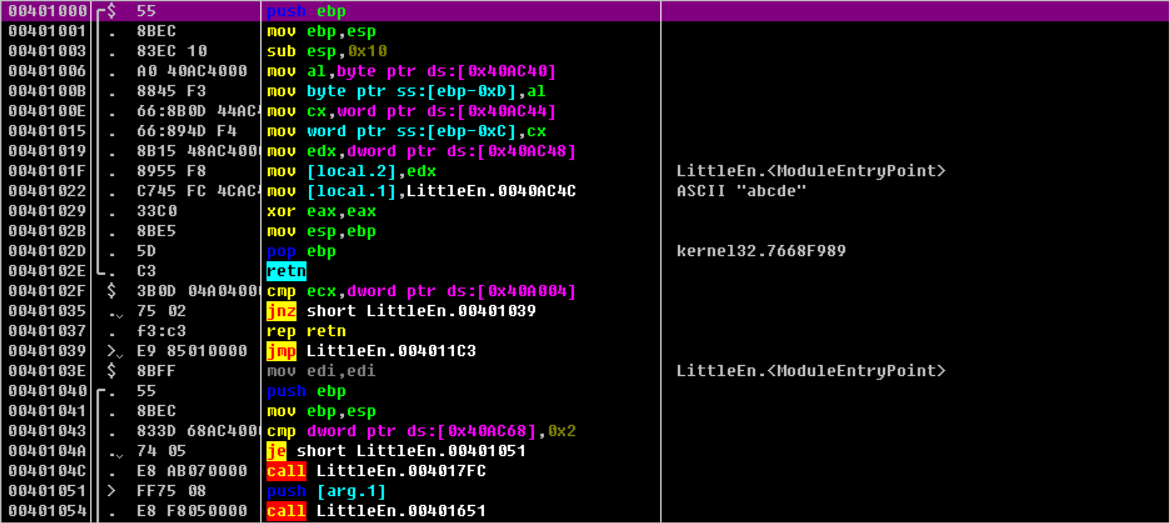 00401000 $ 55 push ebp
00401001 . 8BEC mov ebp,esp
00401003 . 83EC 10 sub esp,0x10
00401006 . A0 40AC4000 mov al,byte ptr ds:[0x40AC40]
0040100B . 8845 F3 mov byte ptr ss:[ebp-0xD],al
0040100E . 66:8B0D 44AC4 mov cx,word ptr ds:[0x40AC44]
00401015 . 66:894D F4 mov word ptr ss:[ebp-0xC],cx
00401019 . 8B15 48AC4000 mov edx,dword ptr ds:[0x40AC48]
0040101F . 8955 F8 mov [local.2],edx LittleEn.<ModuleEntryPoint>
00401022 . C745 FC 4CAC4 mov [local.1],LittleEn.0040AC4C ASCII "abcde"
00401029 . 33C0 xor eax,eax
0040102B . 8BE5 mov esp,ebp
0040102D . 5D pop ebp kernel32.7668F989
0040102E . C3 retn
0040102F $ 3B0D 04A04000 cmp ecx,dword ptr ds:[0x40A004]
00401035 . 75 02 jnz short LittleEn.00401039
00401037 . f3:c3 rep retn
00401039 > E9 85010000 jmp LittleEn.004011C3
0040103E $ 8BFF mov edi,edi LittleEn.<ModuleEntryPoint>
00401040 . 55 push ebp
00401041 . 8BEC mov ebp,esp
00401043 . 833D 68AC4000 cmp dword ptr ds:[0x40AC68],0x2
0040104A . 74 05 je short LittleEn.00401051
0040104C . E8 AB070000 call LittleEn.004017FC
00401051 > FF75 08 push [arg.1]
00401054 . E8 F8050000 call LittleEn.00401651